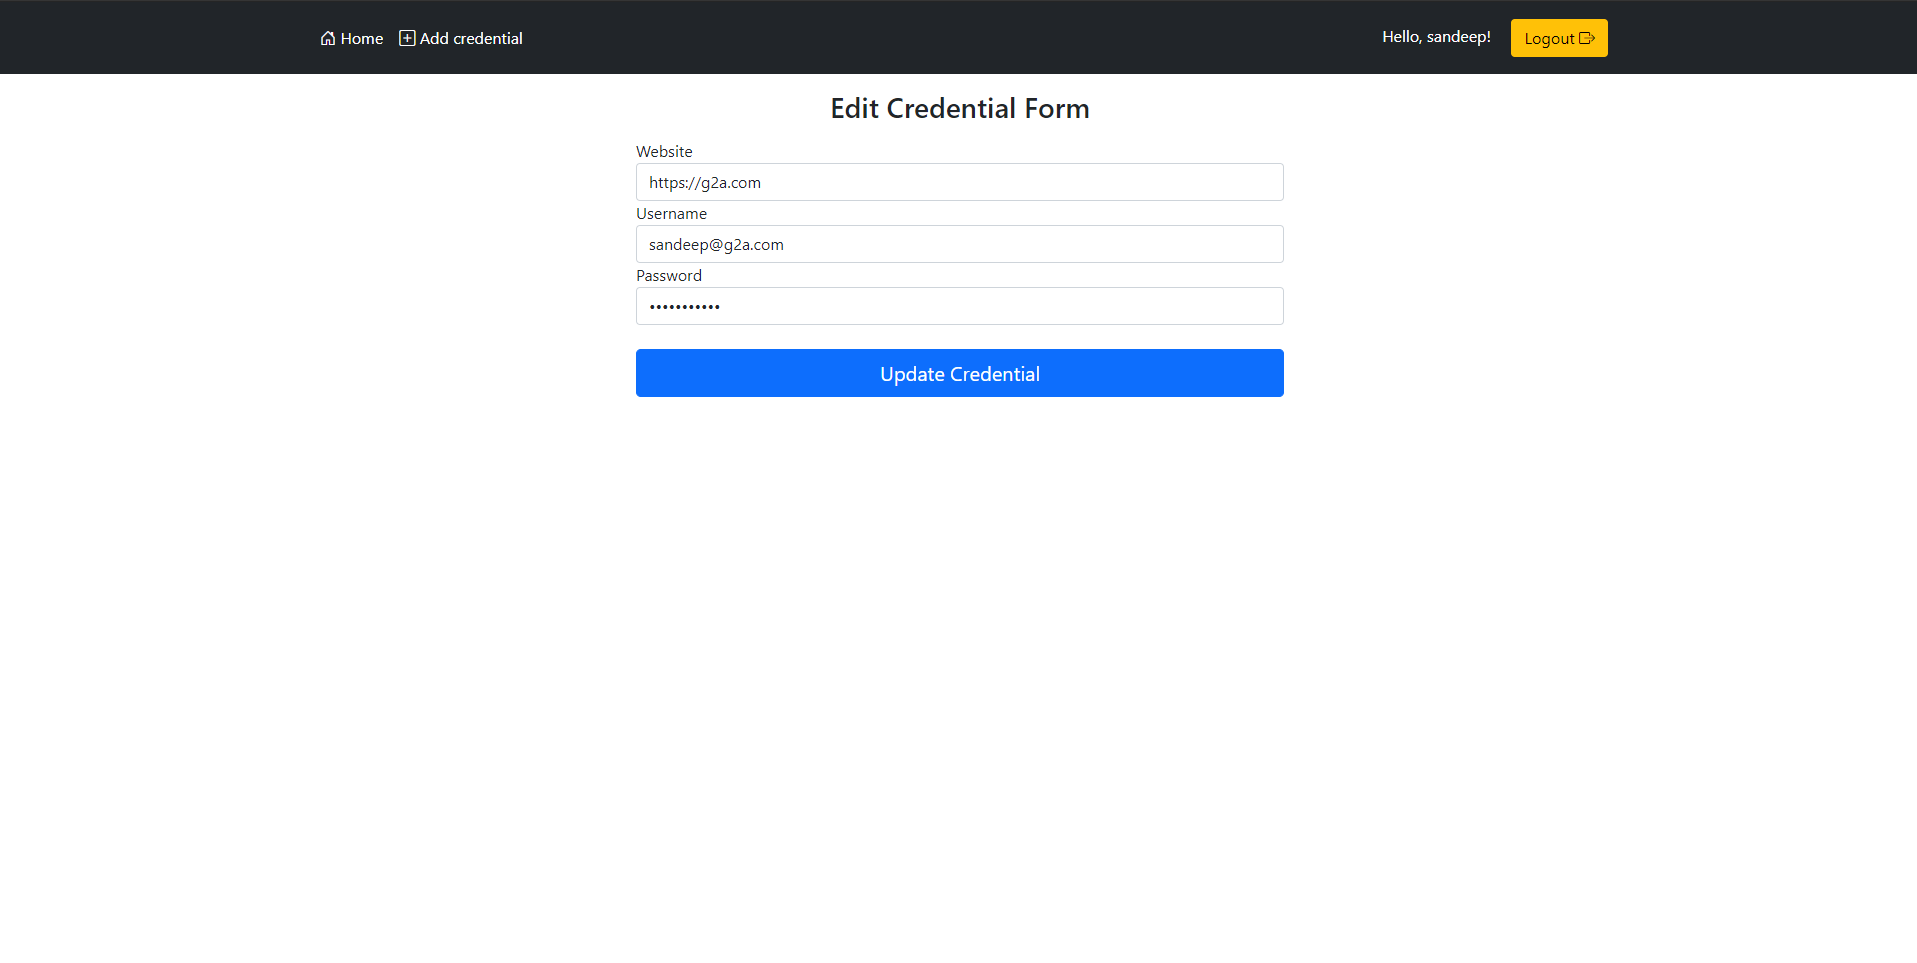 Home Add credential Hello, sandeep! Logout
Edit Credential Form
Website
https://g2a.com
Username
sandeep@g2a.com
Password
•••••••••••
Update Credential